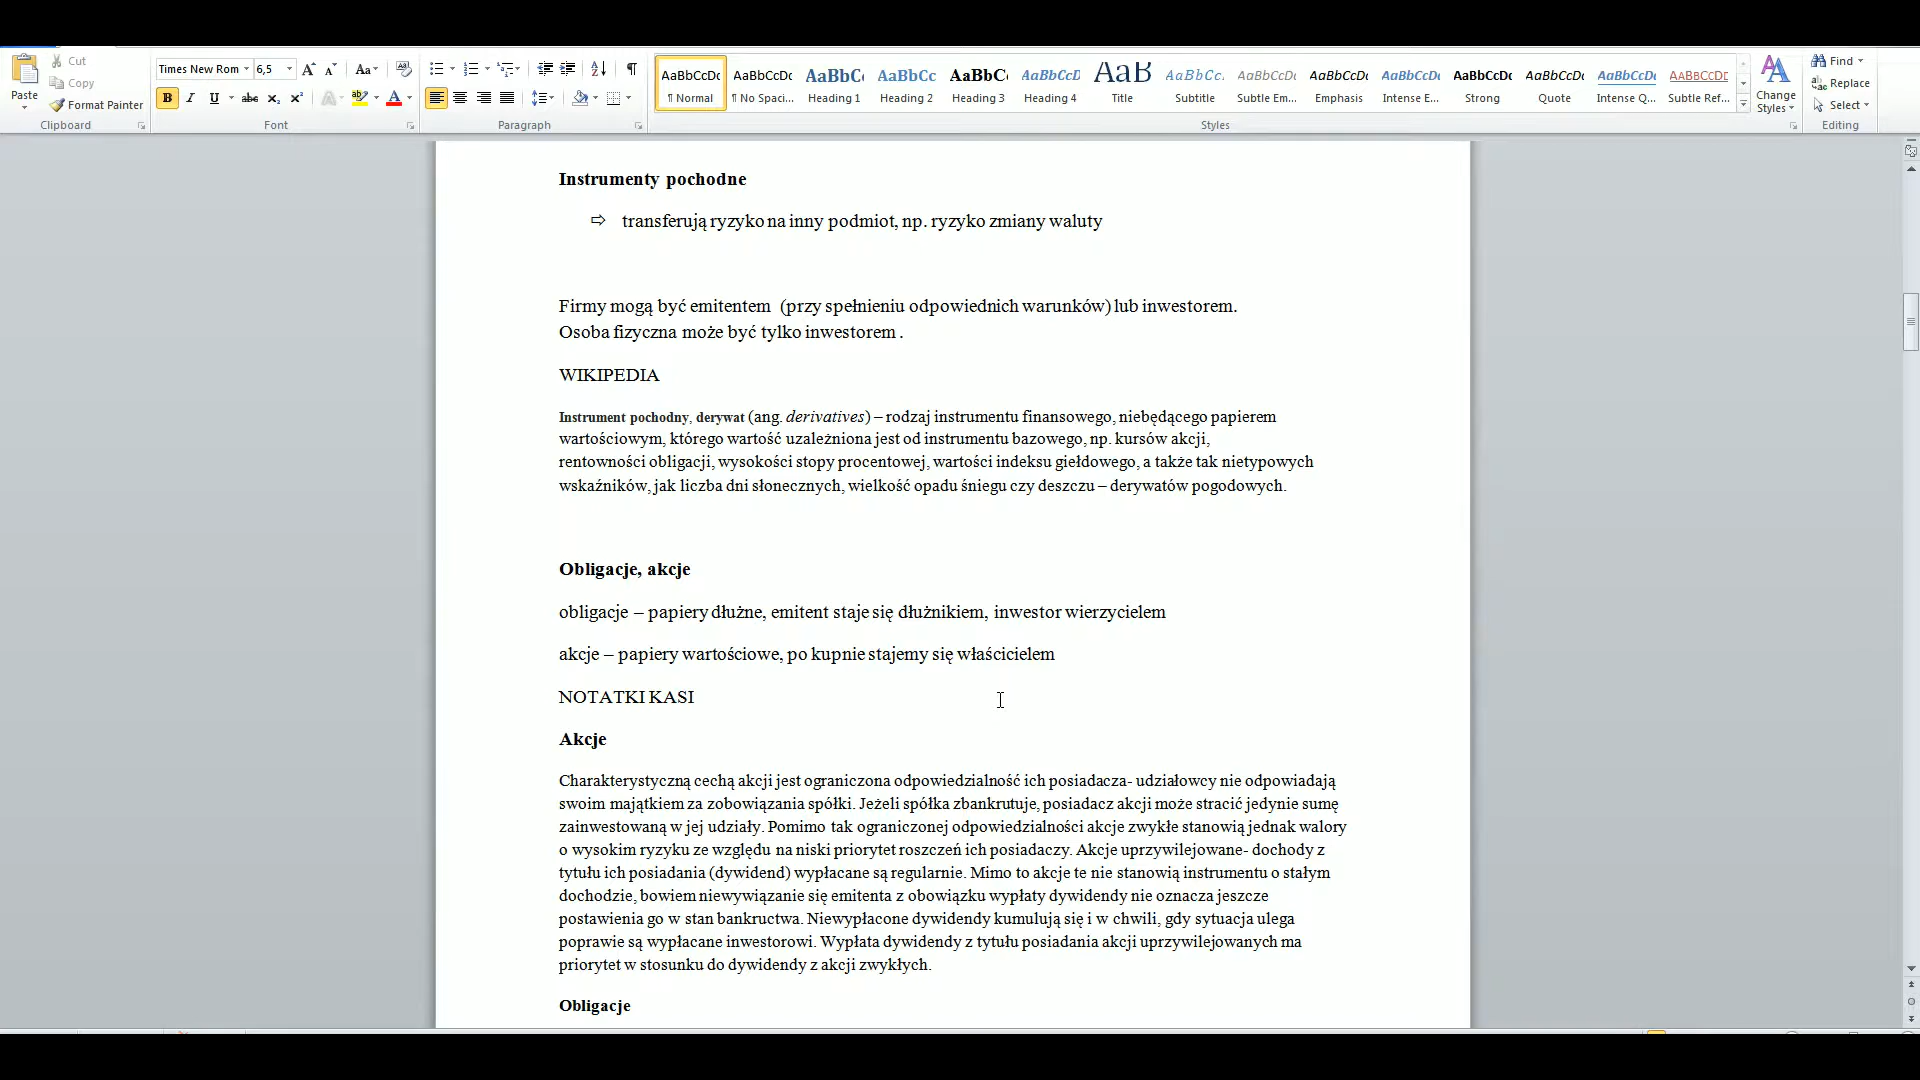 Cut
Copy
Paste
Format Painter
Clipboard
Times New Rom
6,5
Font
Paragraph
AaBbCcDc
¶ Normal
AaBbCcDc
¶ No Spaci...
AaBbC
Heading 1
AaBbCc
Heading 2
AaBbC
Heading 3
AaBbCcD
Heading 4
AaB
Title
AaBbCc.
Subtitle
AaBbCcDc
Subtle Em...
AaBbCcDc
Emphasis
AaBbCcDc
Intense E...
AaBbCcDc
Strong
AaBbCcDc
Quote
AaBbCcDc
Intense Q...
AaBbCcDc
Subtle Ref...
Change
Styles
Styles
Find
Replace
Select
Editing
Instrumenty pochodne
⇨ transferują ryzyko na inny podmiot, np. ryzyko zmiany waluty
Firmy mogą być emitentem (przy spełnieniu odpowiednich warunków) lub inwestorem.
Osoba fizyczna może być tylko inwestorem .
WIKIPEDIA
Instrument pochodny, derywat (ang. derivatives) – rodzaj instrumentu finansowego, niebędącego papierem
wartościowym, którego wartość uzależniona jest od instrumentu bazowego, np. kursów akcji,
rentowności obligacji, wysokości stopy procentowej, wartości indeksu giełdowego, a także tak nietypowych
wskaźników, jak liczba dni słonecznych, wielkość opadu śniegu czy deszczu – derywatów pogodowych.
Obligacje, akcje
obligacje – papiery dłużne, emitent staje się dłużnikiem, inwestor wierzycielem
akcje – papiery wartościowe, po kupnie stajemy się właścicielem
NOTATKI KASI
Akcje
Charakterystyczną cechą akcji jest ograniczona odpowiedzialność ich posiadacza- udziałowcy nie odpowiadają
swoim majątkiem za zobowiązania spółki. Jeżeli spółka zbankrutuje, posiadacz akcji może stracić jedynie sumę
zainwestowaną w jej udziały. Pomimo tak ograniczonej odpowiedzialności akcje zwykłe stanowią jednak walory
o wysokim ryzyku ze względu na niski priorytet roszczeń ich posiadaczy. Akcje uprzywilejowane- dochody z
tytułu ich posiadania (dywidend) wypłacane są regularnie. Mimo to akcje te nie stanowią instrumentu o stałym
dochodzie, bowiem niewywiązanie się emitenta z obowiązku wypłaty dywidendy nie oznacza jeszcze
postawienia go w stan bankructwa. Niewypłacone dywidendy kumulują się i w chwili, gdy sytuacja ulega
poprawie są wypłacane inwestorowi. Wypłata dywidendy z tytułu posiadania akcji uprzywilejowanych ma
priorytet w stosunku do dywidendy z akcji zwykłych.
Obligacje